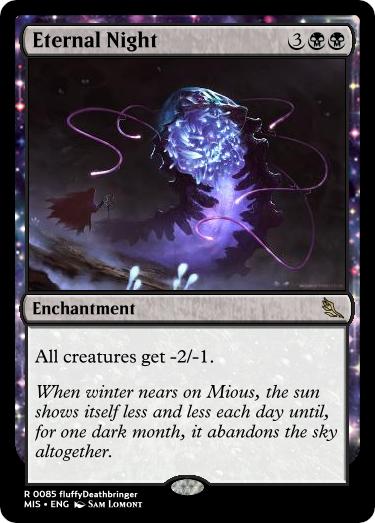 Eternal Night 3
Enchantment
All creatures get -2/-1.
When winter nears on Mious, the sun
shows itself less and less each day until,
for one dark month, it abandons the sky
altogether.
R 0085 fluffyDeathbringer
MIS • ENG Sam Lomont